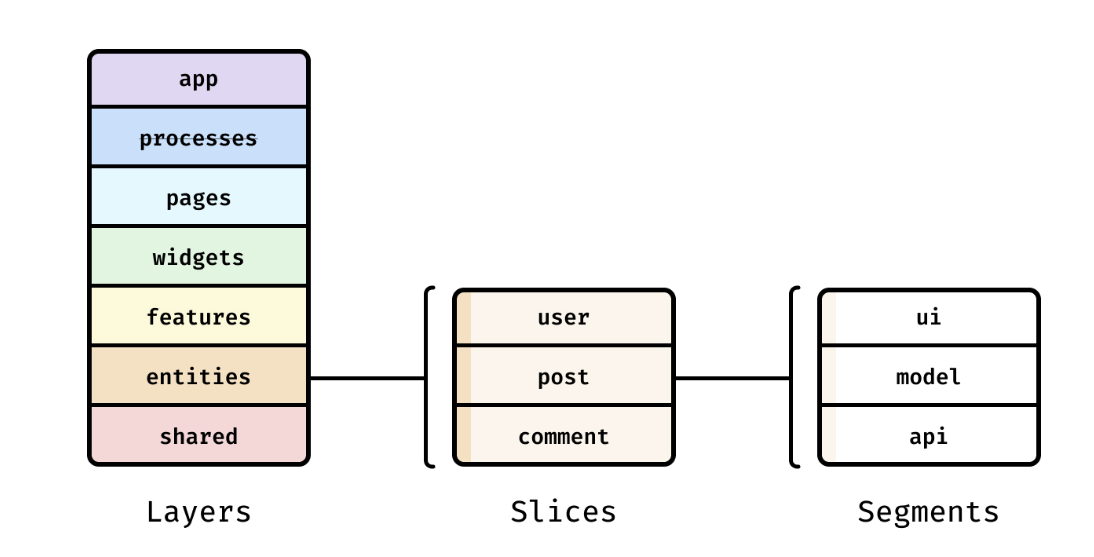 app
processes
pages
widgets
features
entities
shared
Layers
user
post
comment
Slices
ui
model
api
Segments